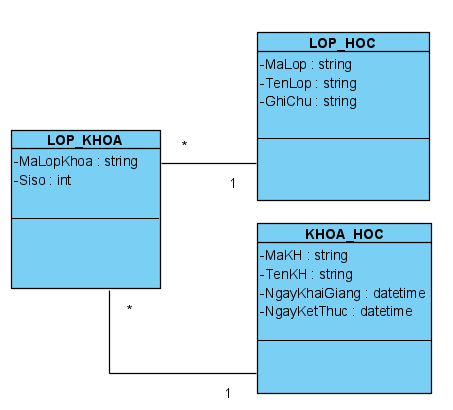 LOP_HOC
-MaLop : string
-TenLop : string
-GhiChu : string
LOP_KHOA
-MaLopKhoa : string
-Siso : int
*
1
KHOA_HOC
-MaKH : string
-TenKH : string
-NgayKhaiGiang : datetime
-NgayKetThuc : datetime
*
1